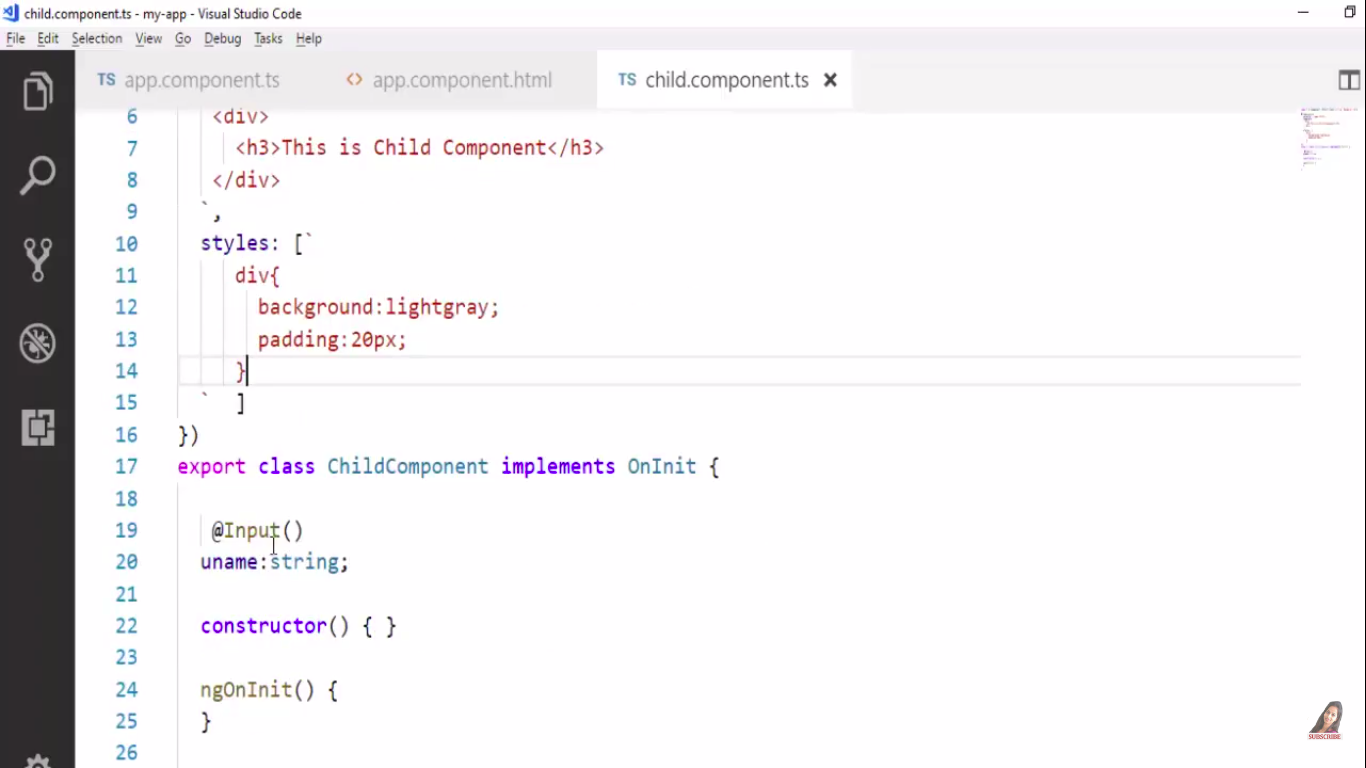 child.component.ts - my-app - Visual Studio Code
File Edit Selection View Go Debug Tasks Help
TS app.component.ts <> app.component.html TS child.component.ts ×
6 <div>
7 <h3>This is Child Component</h3>
8 </div>
9 `,
10 styles: [`
11 div{
12 background:lightgray;
13 padding:20px;
14 }
15 ` ]
16 })
17 export class ChildComponent implements OnInit {
18
19 @Input()
20 uname:string;
21
22 constructor() { }
23
24 ngOnInit() {
25 }
26
SUBSCRIBE